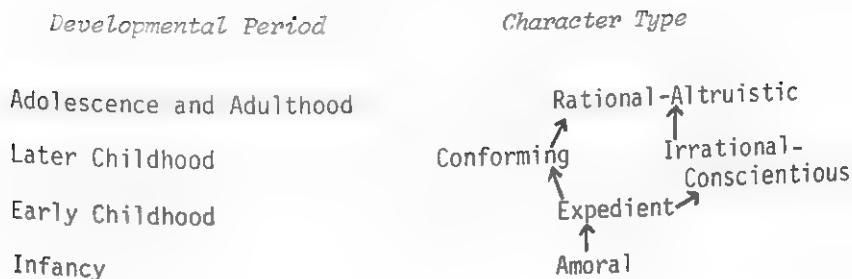 Developmental Period Character Type
Adolescence and Adulthood Rational-Altruistic
Later Childhood Conforming Irrational-
Conscientious
Early Childhood Expedient
Infancy Amoral